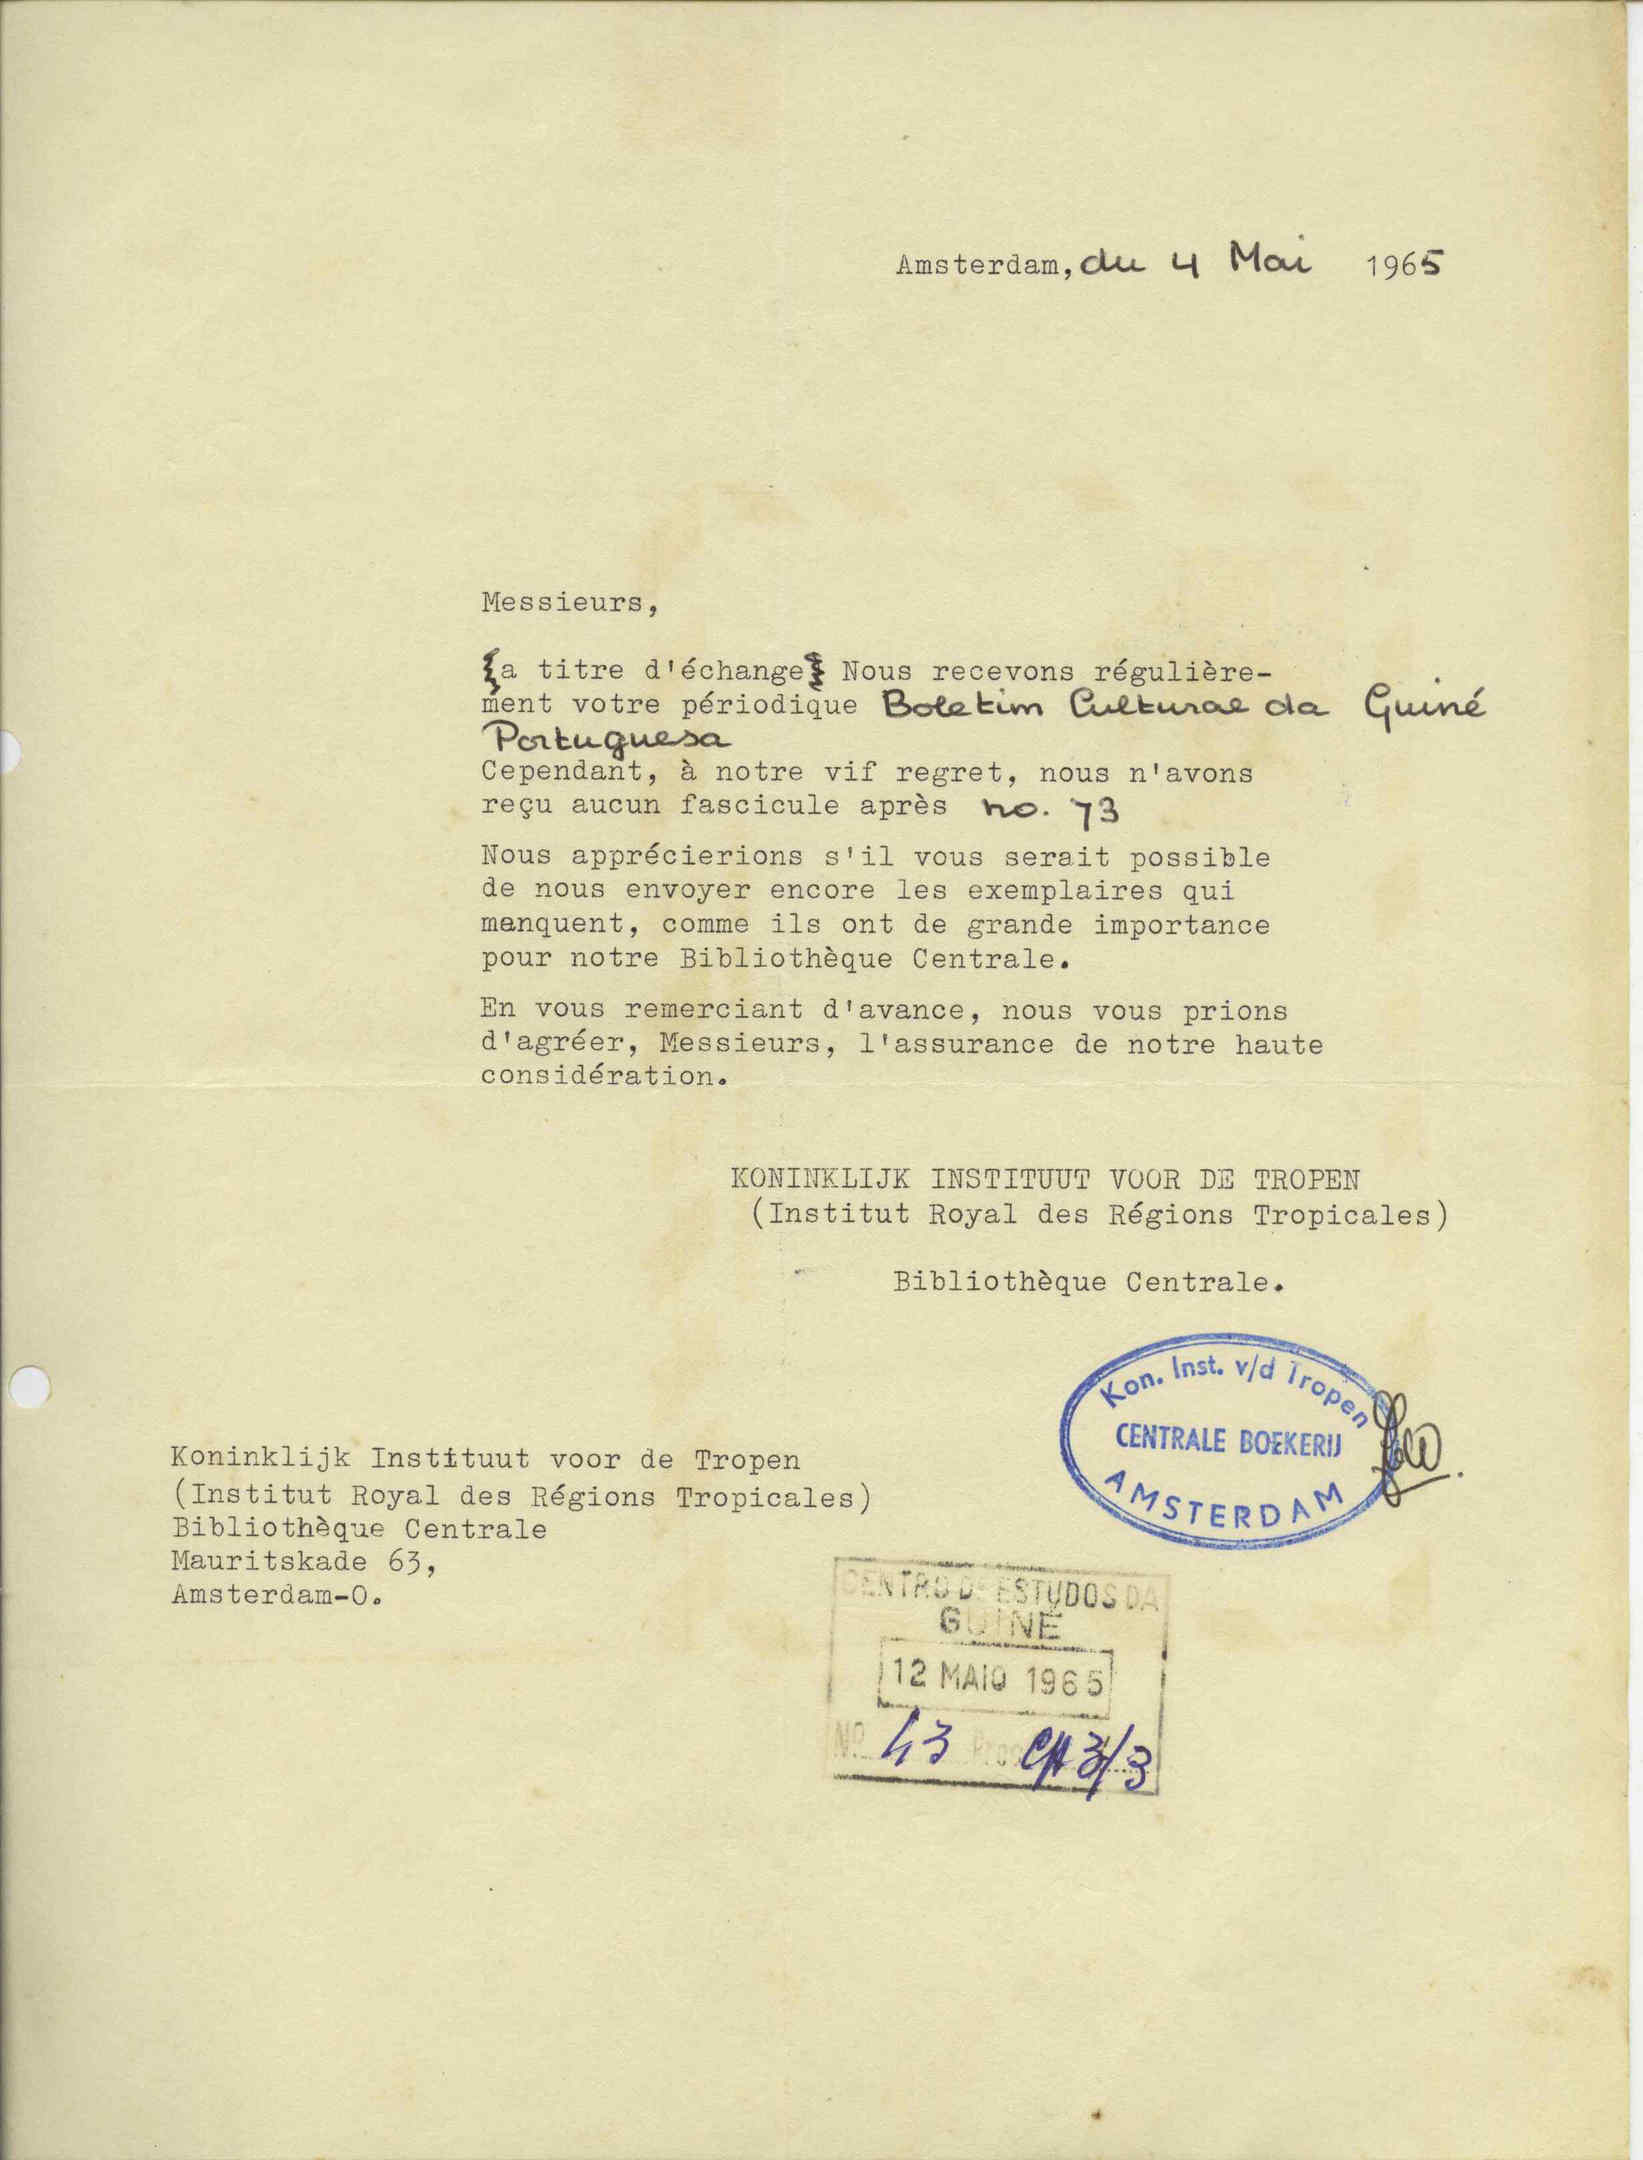 Amsterdam, du 4 Mai 1965
Messieurs,
{a titre d'échange} Nous recevons régulière-
ment votre périodique Boletim Cultural da Guiné
Portuguesa
Cependant, à notre vif regret, nous n'avons
reçu aucun fascicule après no. 73
Nous apprécierions s'il vous serait possible
de nous envoyer encore les exemplaires qui
manquent, comme ils ont de grande importance
pour notre Bibliothèque Centrale.
En vous remerciant d'avance, nous vous prions
d'agréer, Messieurs, l'assurance de notre haute
considération.
KONINKLIJK INSTITUUT VOOR DE TROPEN
(Institut Royal des Régions Tropicales)
Bibliothèque Centrale.
Kon. Inst. v/d Tropen
CENTRALE BOEKERIJ
AMSTERDAM
Koninklijk Instituut voor de Tropen
(Institut Royal des Régions Tropicales)
Bibliothèque Centrale
Mauritskade 63,
Amsterdam-O.
CENTRO DE ESTUDOS DA
GUINÉ
12 MAIO 1965
Nº 43 Proc 3/3